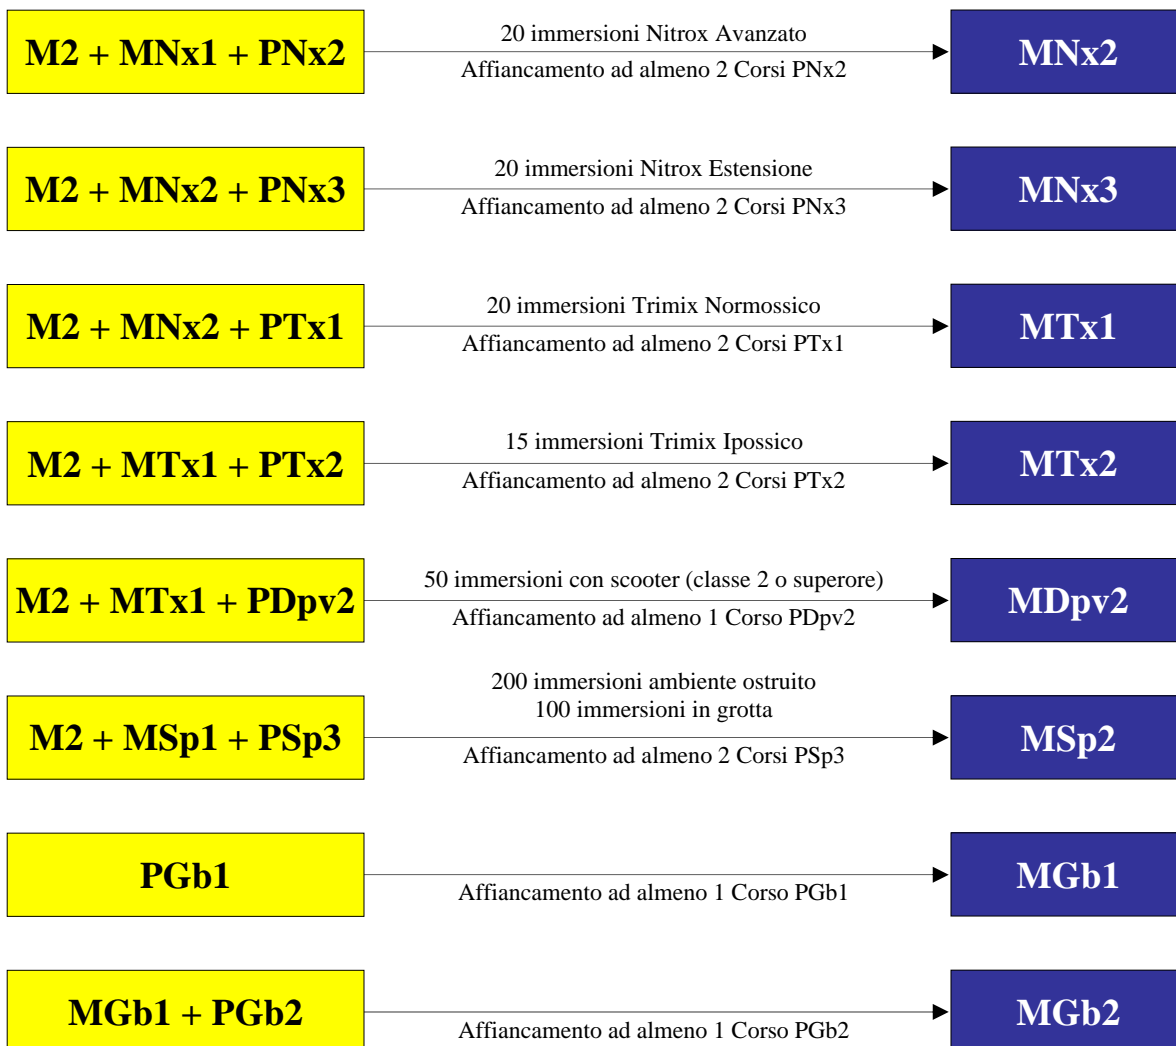 M2 + MNx1 + PNx2
20 immersioni Nitrox Avanzato
Affiancamento ad almeno 2 Corsi PNx2
MNx2
M2 + MNx2 + PNx3
20 immersioni Nitrox Estensione
Affiancamento ad almeno 2 Corsi PNx3
MNx3
M2 + MNx2 + PTx1
20 immersioni Trimix Normossico
Affiancamento ad almeno 2 Corsi PTx1
MTx1
M2 + MTx1 + PTx2
15 immersioni Trimix Ipossico
Affiancamento ad almeno 2 Corsi PTx2
MTx2
M2 + MTx1 + PDpv2
50 immersioni con scooter (classe 2 o superore)
Affiancamento ad almeno 1 Corso PDpv2
MDpv2
M2 + MSp1 + PSp3
200 immersioni ambiente ostruito
100 immersioni in grotta
Affiancamento ad almeno 2 Corsi PSp3
MSp2
PGb1
Affiancamento ad almeno 1 Corso PGb1
MGb1
MGb1 + PGb2
Affiancamento ad almeno 1 Corso PGb2
MGb2